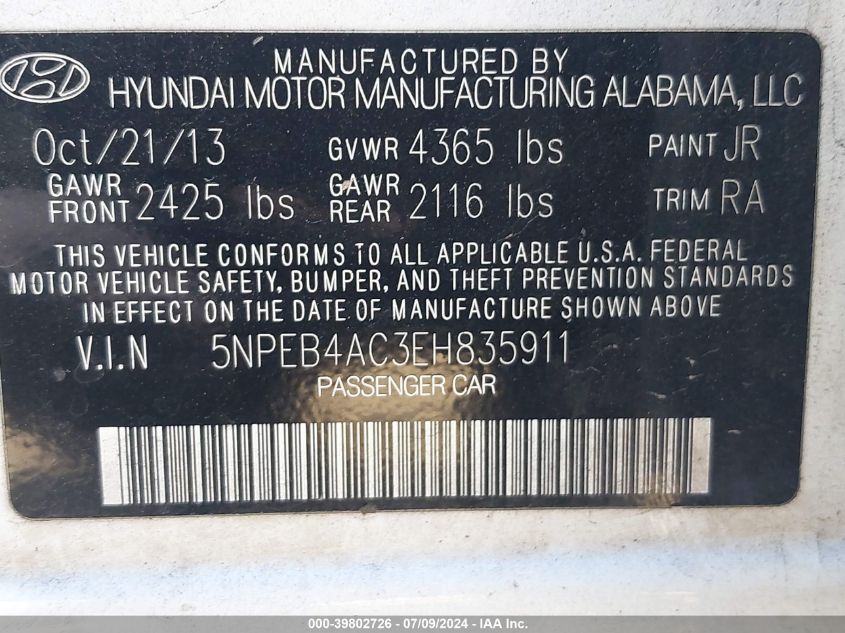 MANUFACTURED BY
HYUNDAI MOTOR MANUFACTURING ALABAMA, LLC
Oct/21/13 GVWR 4365 lbs PAINT JR
GAWR FRONT 2425 lbs GAWR REAR 2116 lbs TRIM RA
THIS VEHICLE CONFORMS TO ALL APPLICABLE U.S.A. FEDERAL
MOTOR VEHICLE SAFETY, BUMPER, AND THEFT PREVENTION STANDARDS
IN EFFECT ON THE DATE OF MANUFACTURE SHOWN ABOVE.
V.I.N 5NPEB4AC3EH835911
PASSENGER CAR
000-39802726 - 07/09/2024 - IAA Inc.